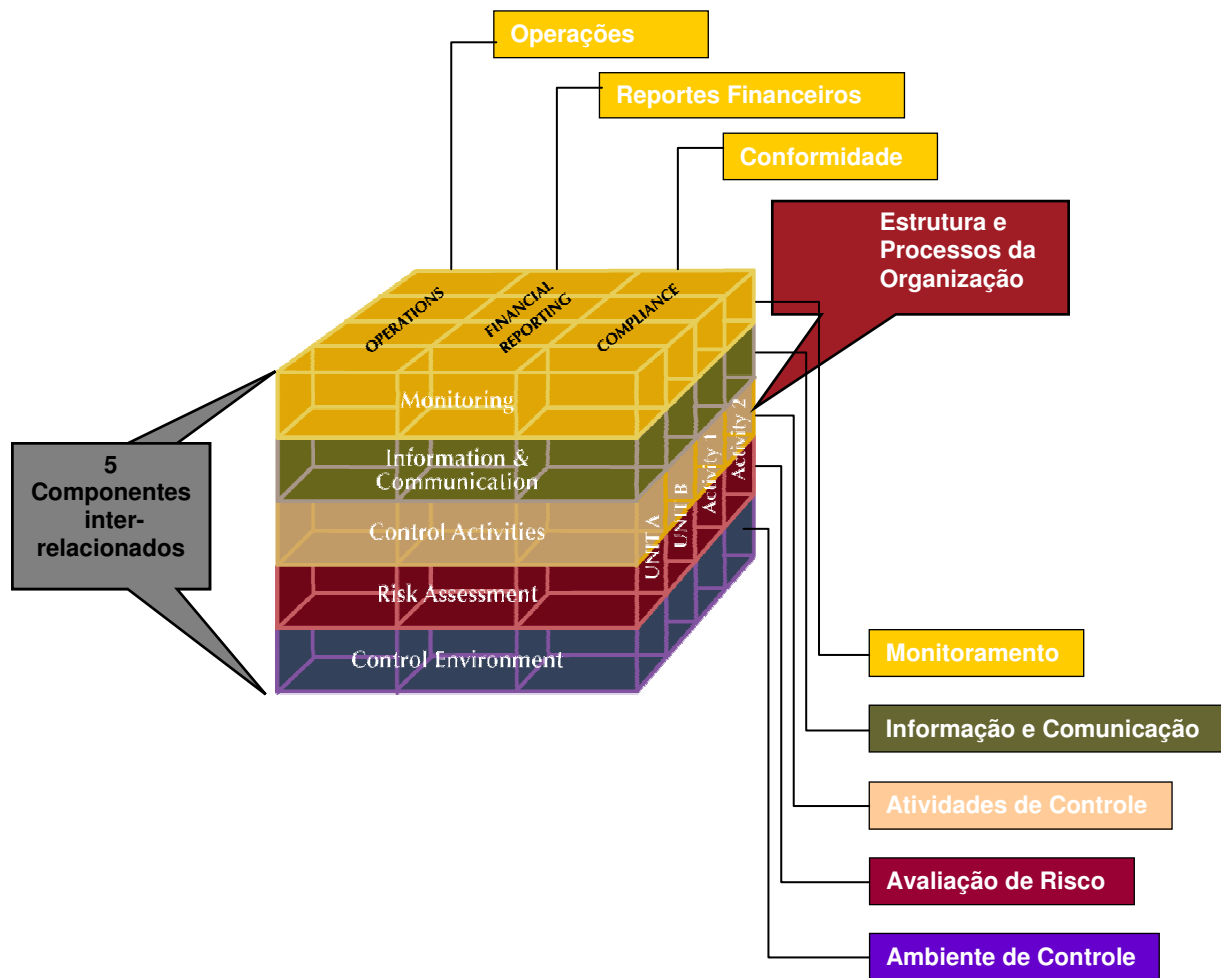 Operações
Reportes Financeiros
Conformidade
Estrutura e
Processos da
Organização
OPERATIONS
FINANCIAL
REPORTING
COMPLIANCE
Monitoring
Information &
Communication
Control Activities
Risk Assessment
Control Environment
UNIT A
UNIT B
Activity 1
Activity 2
5
Componentes
inter-
relacionados
Monitoramento
Informação e Comunicação
Atividades de Controle
Avaliação de Risco
Ambiente de Controle